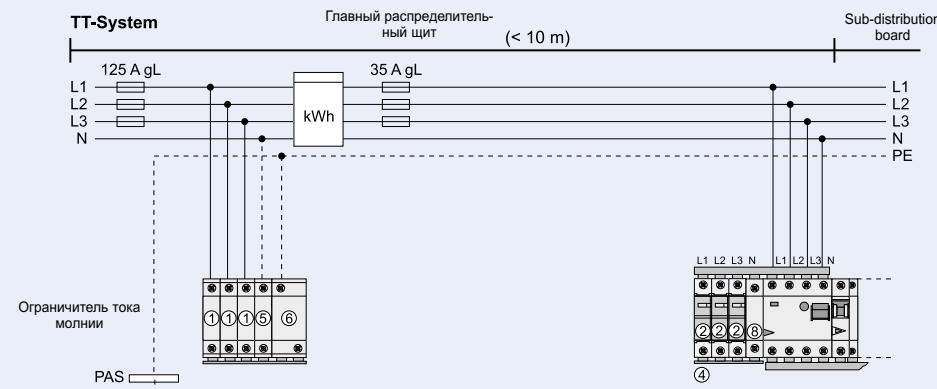 TT-System
Главный распределитель-
ный щит
(< 10 m)
Sub-distribution
board
125 A gL
35 A gL
L1
L2
L3
N
kWh
L1
L2
L3
N
PE
L1 L2 L3 N L1 L2 L3 N
Ограничитель тока
молнии
1 1 1 5 6
2 2 2 8
4
PAS